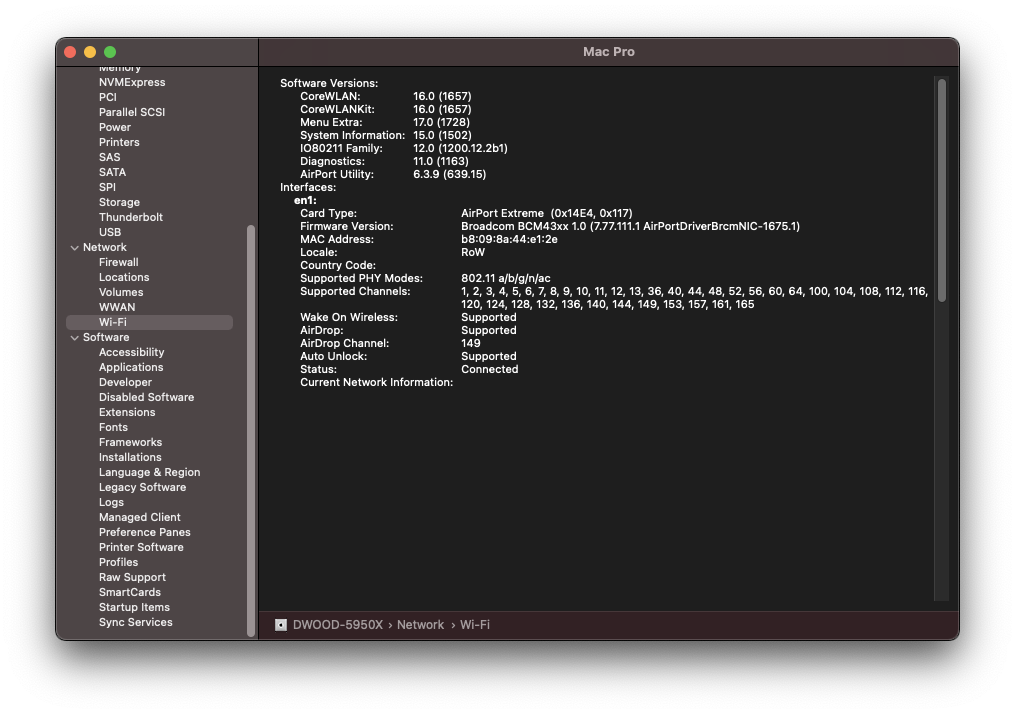 Mac Pro
Memory
NVMExpress
PCI
Parallel SCSI
Power
Printers
SAS
SATA
SPI
Storage
Thunderbolt
USB
Network
Firewall
Locations
Volumes
WWAN
Wi-Fi
Software
Accessibility
Applications
Developer
Disabled Software
Extensions
Fonts
Frameworks
Installations
Language & Region
Legacy Software
Logs
Managed Client
Preference Panes
Printer Software
Profiles
Raw Support
SmartCards
Startup Items
Sync Services
Software Versions:
CoreWLAN: 16.0 (1657)
CoreWLANKit: 16.0 (1657)
Menu Extra: 17.0 (1728)
System Information: 15.0 (1502)
IO80211 Family: 12.0 (1200.12.2b1)
Diagnostics: 11.0 (1163)
AirPort Utility: 6.3.9 (639.15)
Interfaces:
en1:
Card Type: AirPort Extreme (0x14E4, 0x117)
Firmware Version: Broadcom BCM43xx 1.0 (7.77.111.1 AirPortDriverBrcmNIC-1675.1)
MAC Address: b8:09:8a:44:e1:2e
Locale: RoW
Country Code:
Supported PHY Modes: 802.11 a/b/g/n/ac
Supported Channels: 1, 2, 3, 4, 5, 6, 7, 8, 9, 10, 11, 12, 13, 36, 40, 44, 48, 52, 56, 60, 64, 100, 104, 108, 112, 116,
120, 124, 128, 132, 136, 140, 144, 149, 153, 157, 161, 165
Wake On Wireless: Supported
AirDrop: Supported
AirDrop Channel: 149
Auto Unlock: Supported
Status: Connected
Current Network Information:
DWOOD-5950X › Network › Wi-Fi